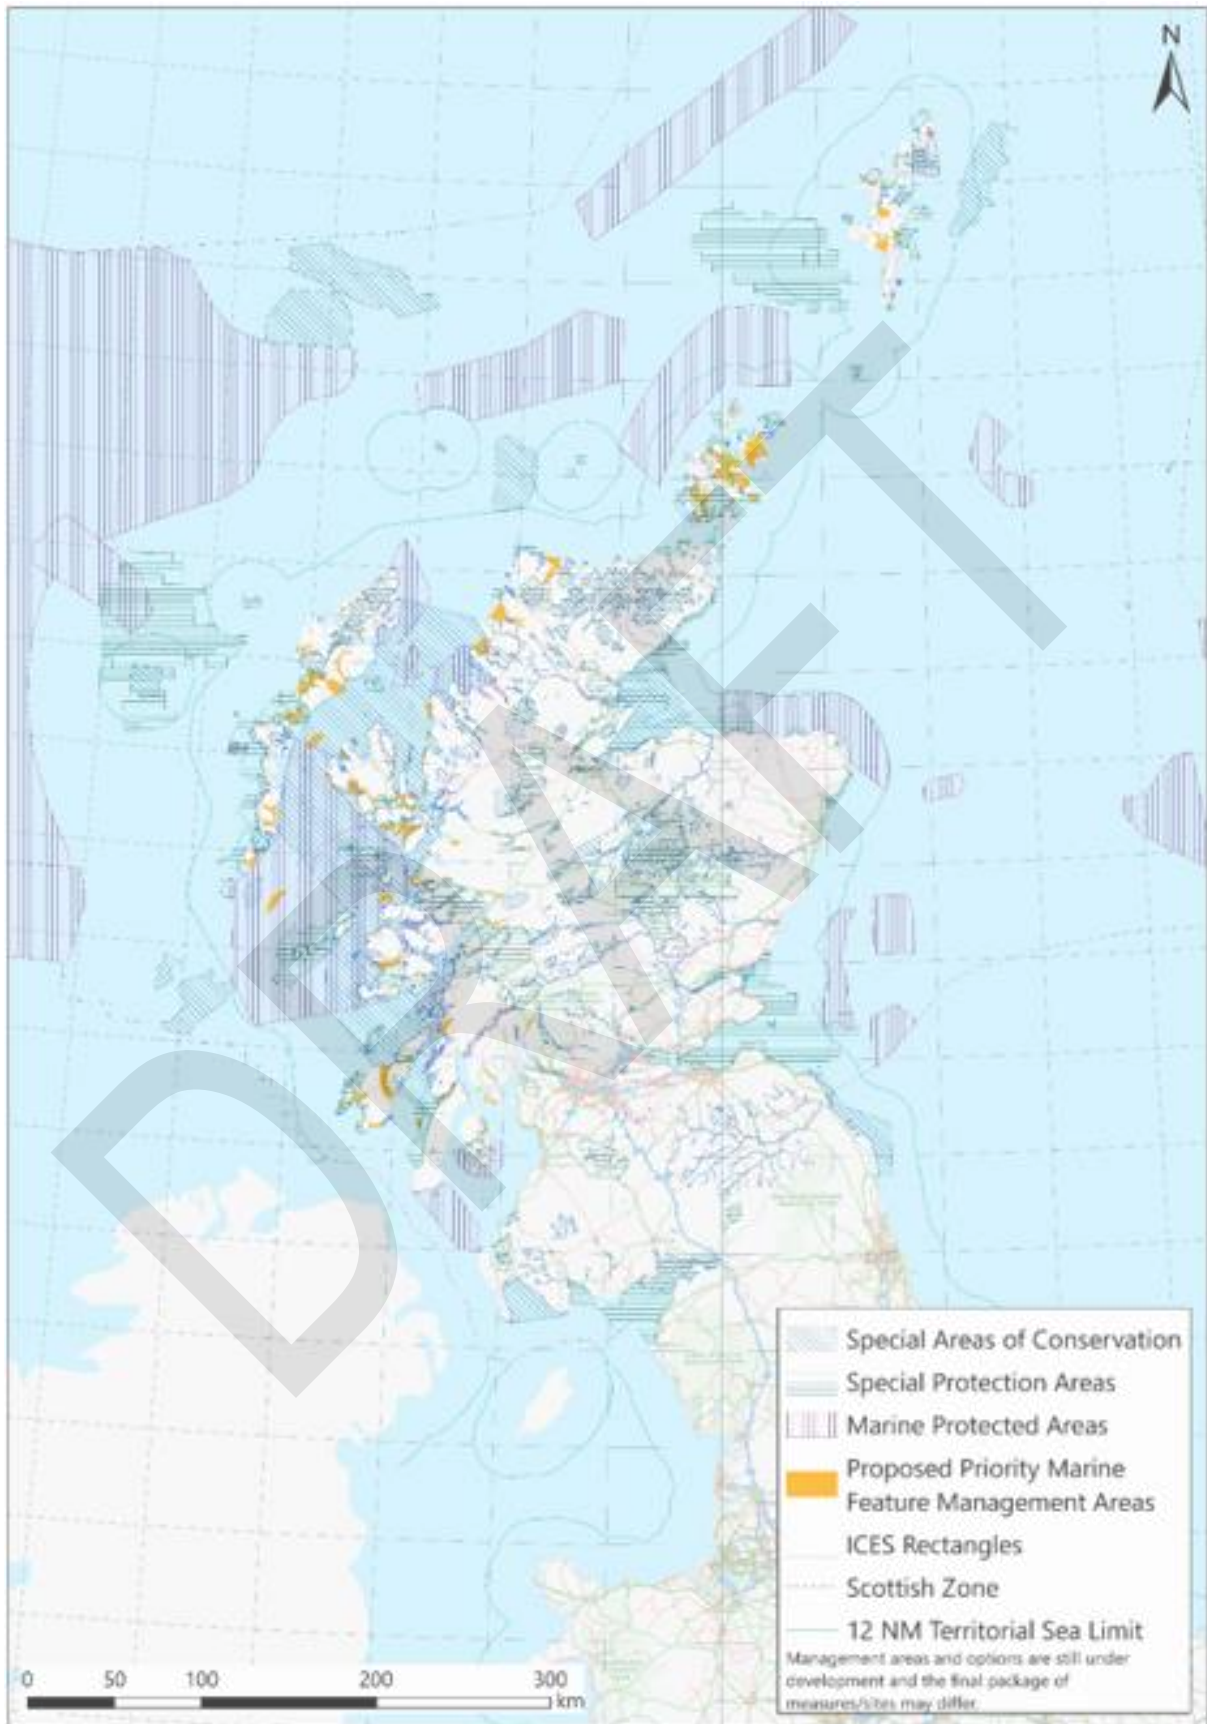 N
DRAFT
Special Areas of Conservation
Special Protection Areas
Marine Protected Areas
Proposed Priority Marine
Feature Management Areas
ICES Rectangles
Scottish Zone
12 NM Territorial Sea Limit
Management areas and options are still under
development and the final package of
measures/sites may differ.
0 50 100 200 300
km